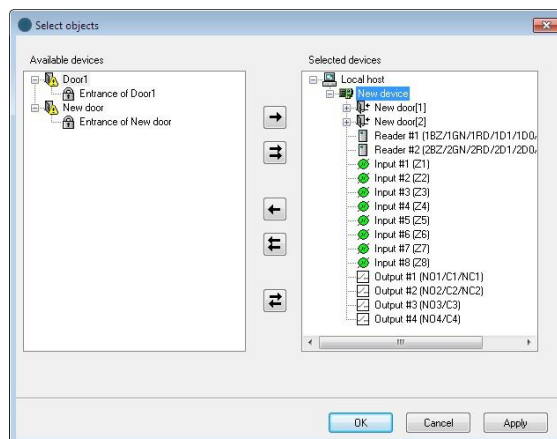 Select objects
Available devices
Door1
Entrance of Door1
New door
Entrance of New door
Selected devices
Local host
New device
New door[1]
New door[2]
Reader #1 (1BZ/1GN/1RD/1D1/1D0,
Reader #2 (2BZ/2GN/2RD/2D1/2D0,
Input #1 (Z1)
Input #2 (Z2)
Input #3 (Z3)
Input #4 (Z4)
Input #5 (Z5)
Input #6 (Z6)
Input #7 (Z7)
Input #8 (Z8)
Output #1 (NO1/C1/NC1)
Output #2 (NO2/C2/NC2)
Output #3 (NO3/C3)
Output #4 (NO4/C4)
OK
Cancel
Apply